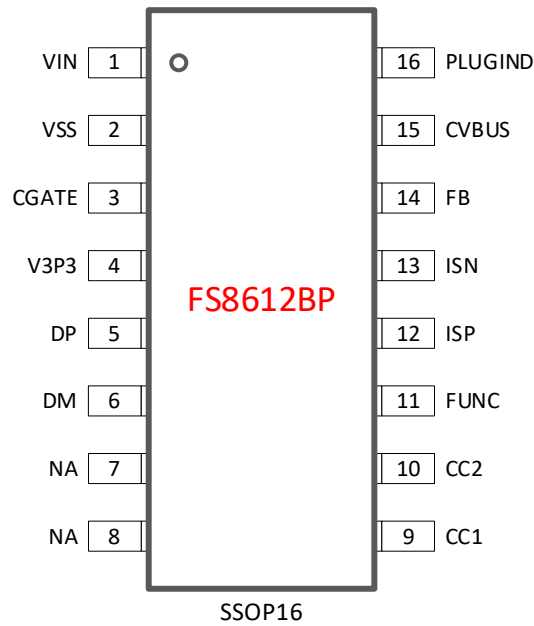 VIN 1 16 PLUGIND
VSS 2 15 CVBUS
CGATE 3 14 FB
V3P3 4 13 ISN
FS8612BP
DP 5 12 ISP
DM 6 11 FUNC
NA 7 10 CC2
NA 8 9 CC1
SSOP16